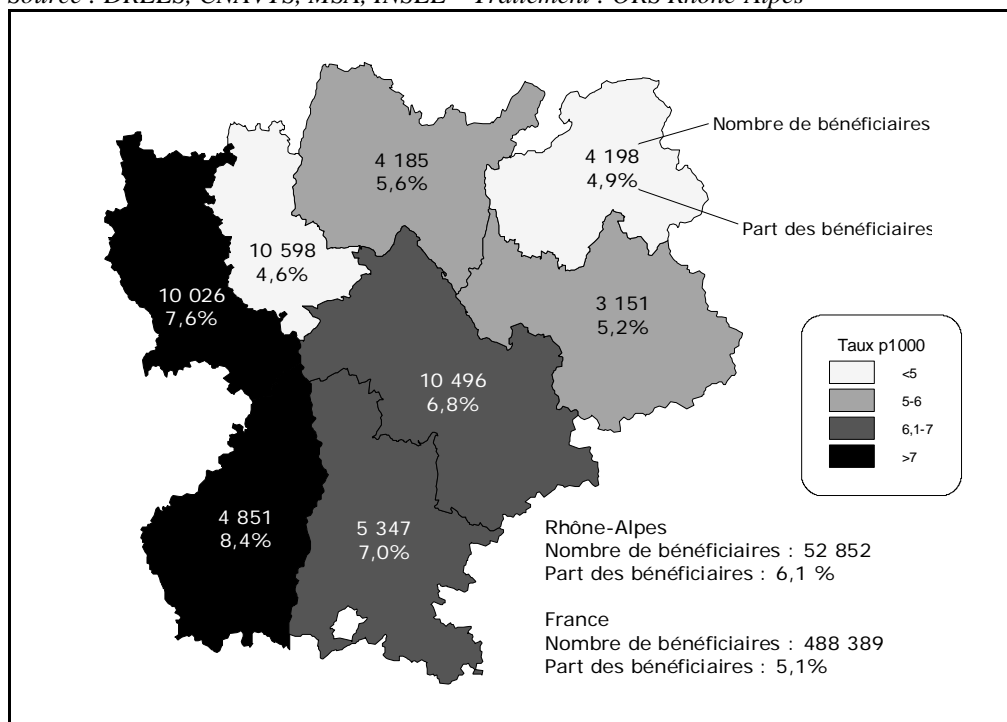 Source : DREES, CNAVTS, MSA, INSEE – Traitement : ORS Rhône-Alpes
Nombre de bénéficiaires
4 185
5,6%
4 198
4,9%
Part des bénéficiaires
10 598
4,6%
10 026
7,6%
3 151
5,2%
10 496
6,8%
Taux p1000
<5
5-6
6,1-7
>7
4 851
8,4%
5 347
7,0%
Rhône-Alpes
Nombre de bénéficiaires : 52 852
Part des bénéficiaires : 6,1 %
France
Nombre de bénéficiaires : 488 389
Part des bénéficiaires : 5,1%